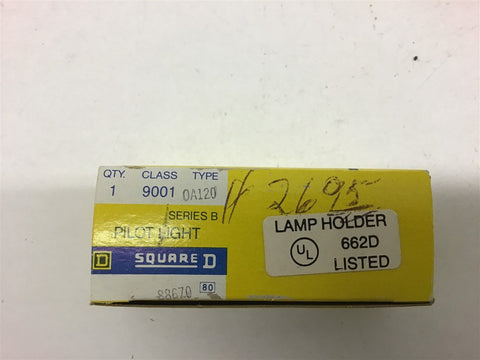 QTY. CLASS TYPE
1 9001 OA120
# 2695
SERIES B
PILOT LIGHT
SQUARE D
88670 80
LAMP HOLDER
UL 662D
LISTED